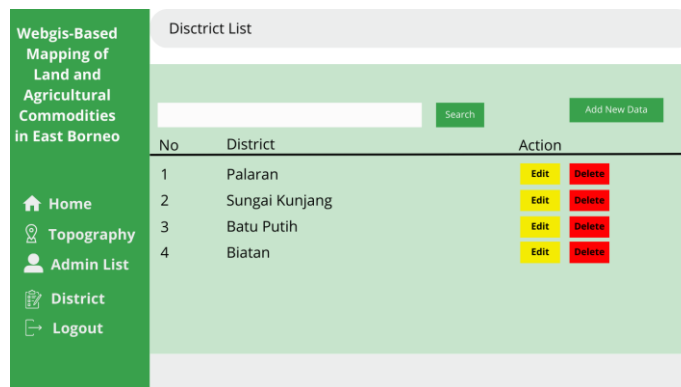 Webgis-Based
Mapping of
Land and
Agricultural
Commodities
in East Borneo
Home
Topography
Admin List
District
Logout
Disctrict List
Search
Add New Data
No District Action
1 Palaran Edit Delete
2 Sungai Kunjang Edit Delete
3 Batu Putih Edit Delete
4 Biatan Edit Delete